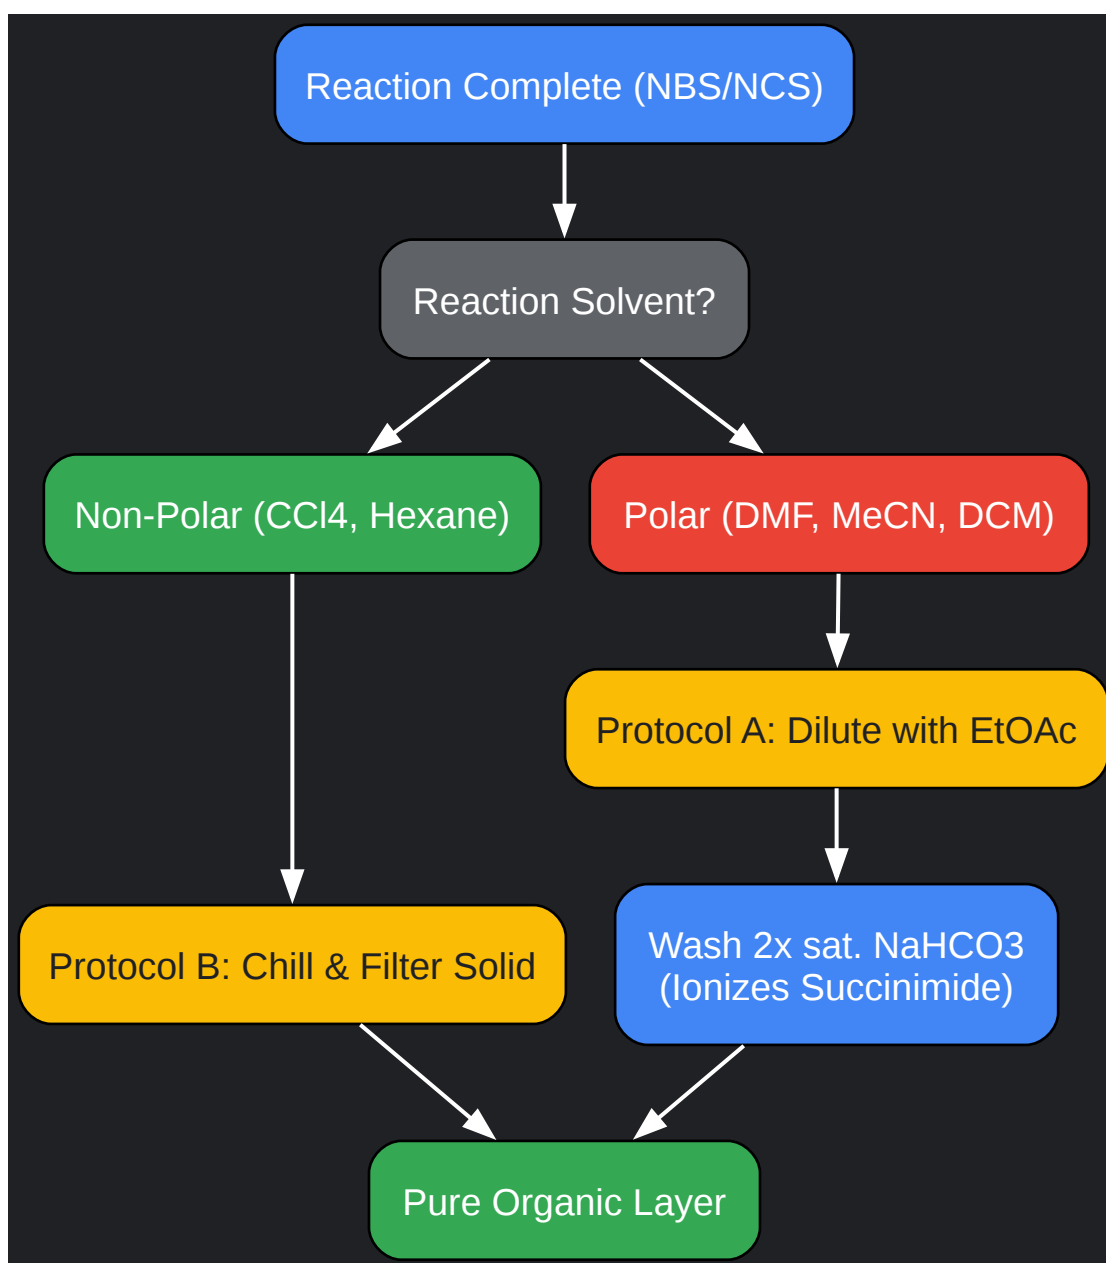 Reaction Complete (NBS/NCS)
Reaction Solvent?
Non-Polar (CCl4, Hexane)
Polar (DMF, MeCN, DCM)
Protocol A: Dilute with EtOAc
Wash 2x sat. NaHCO3
(Ionizes Succinimide)
Protocol B: Chill & Filter Solid
Pure Organic Layer